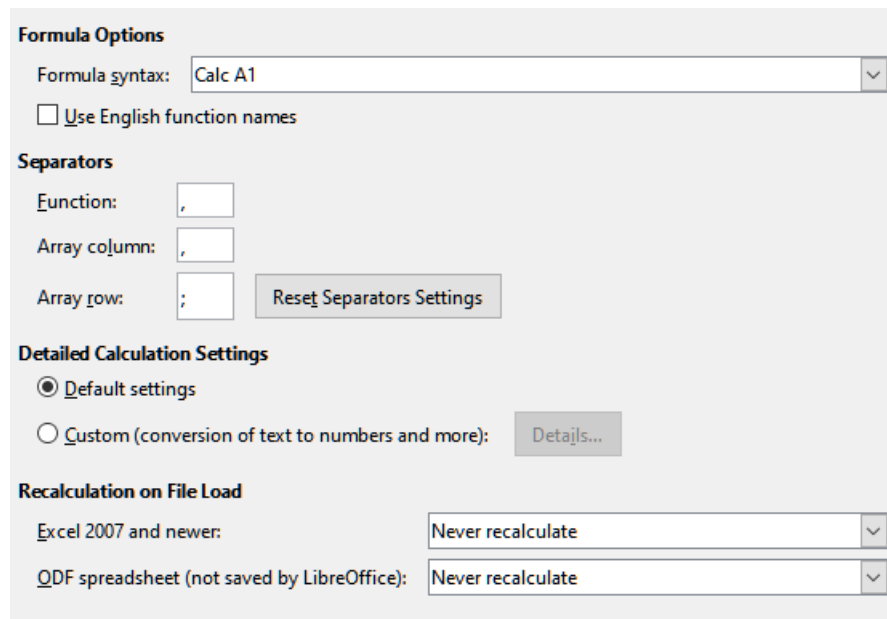 Formula Options
Formula syntax: Calc A1
Use English function names
Separators
Function: ,
Array column: ,
Array row: ; Reset Separators Settings
Detailed Calculation Settings
Default settings
Custom (conversion of text to numbers and more): Details...
Recalculation on File Load
Excel 2007 and newer: Never recalculate
ODF spreadsheet (not saved by LibreOffice): Never recalculate